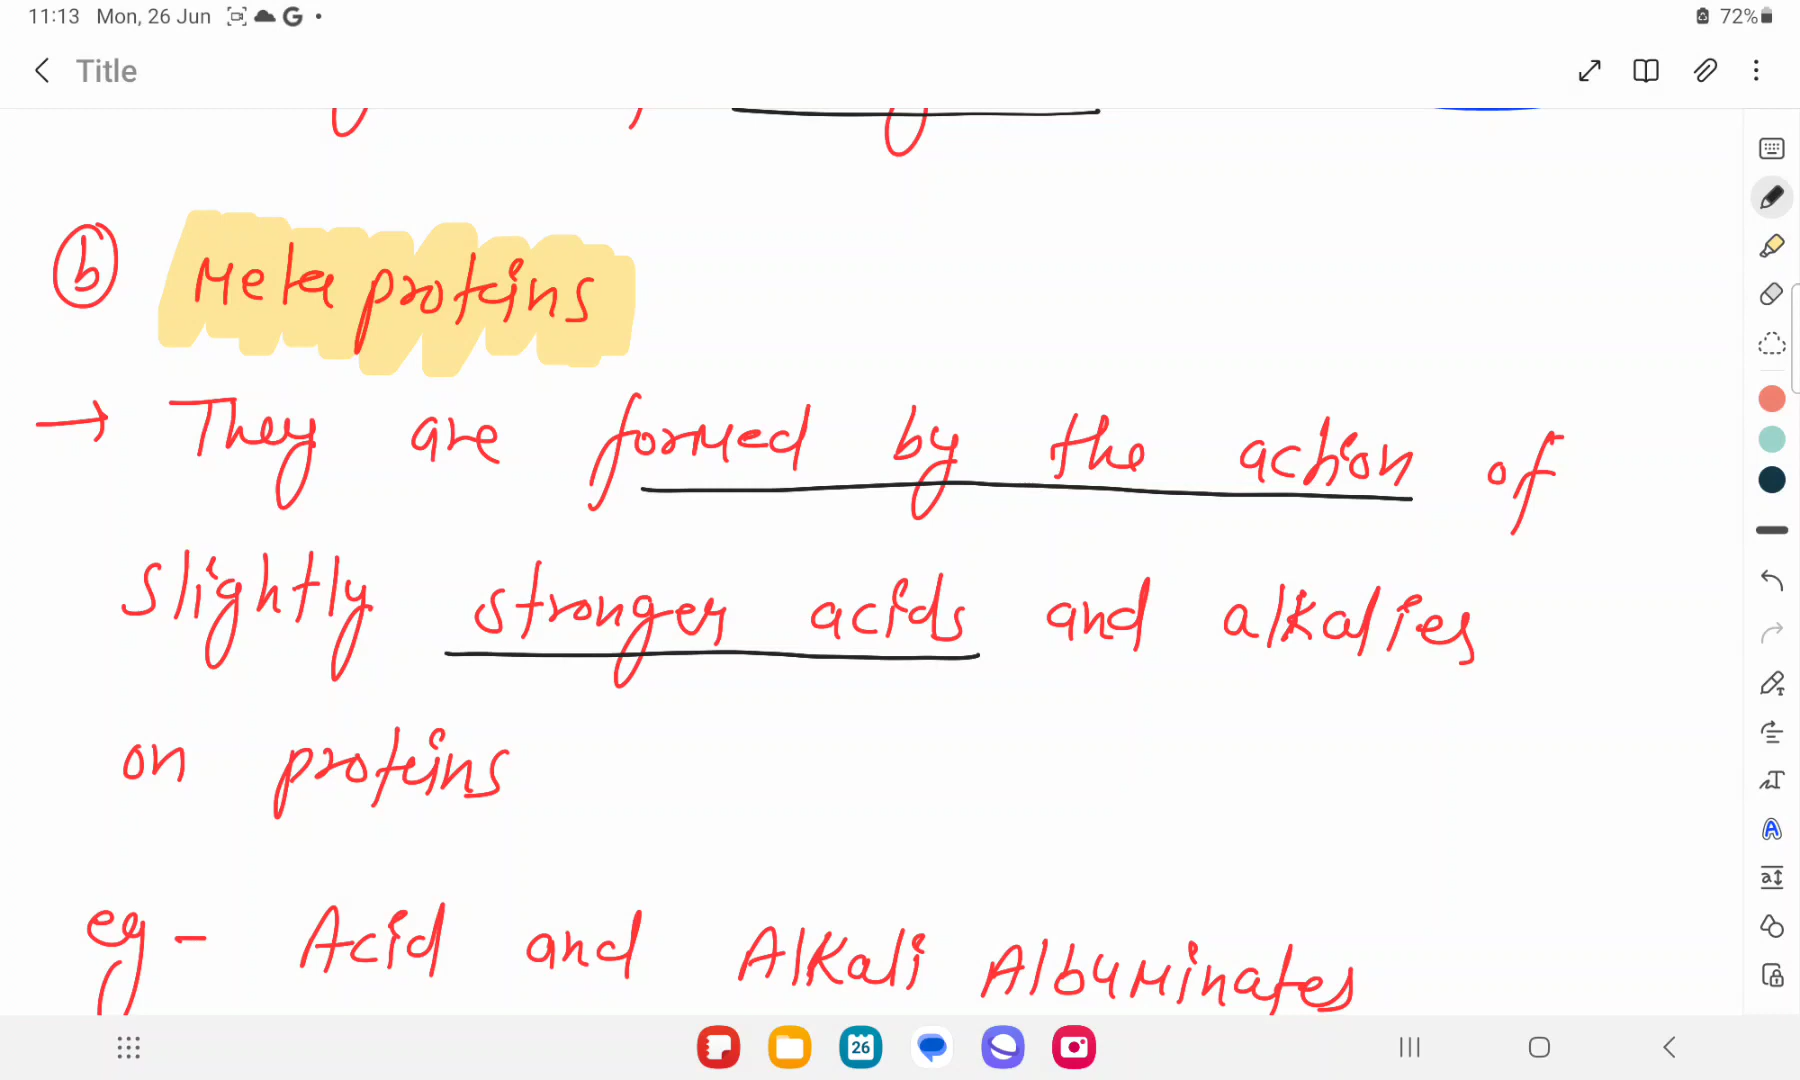 11:13 Mon, 26 Jun 72%
Title
b Meta proteins
→ They are formed by the action of
slightly stronger acids and alkalies
on proteins
eg - Acid and Alkali Albuminates
26